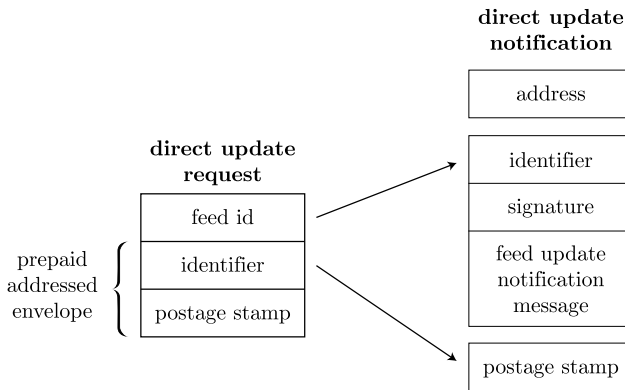 direct update
notification
address
identifier
signature
feed update
notification
message
postage stamp
direct update
request
feed id
identifier
postage stamp
prepaid
addressed
envelope